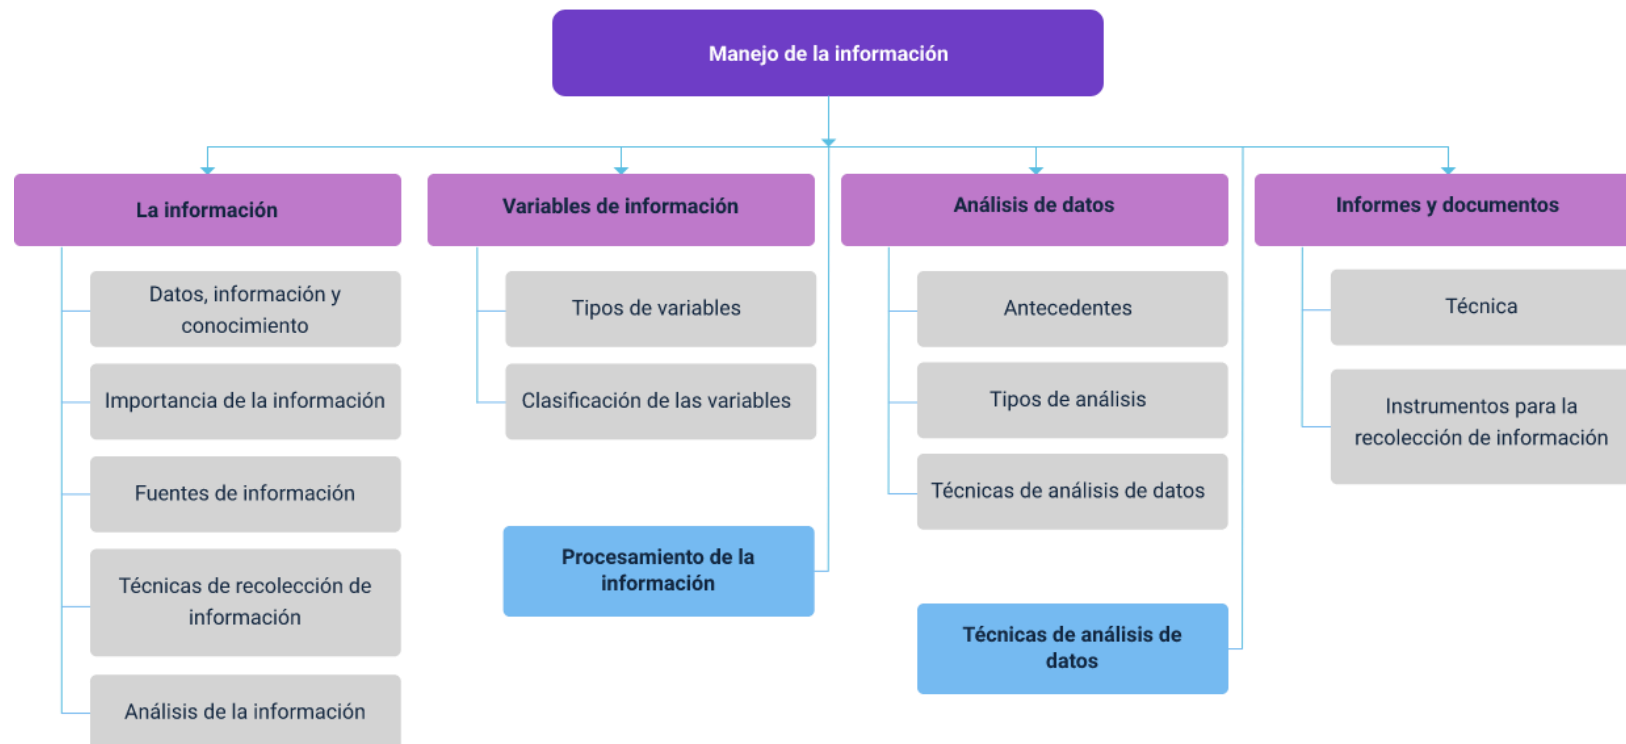 Manejo de la información
La información
Variables de información
Análisis de datos
Informes y documentos
Datos, información y
conocimiento
Importancia de la información
Fuentes de información
Técnicas de recolección de
información
Análisis de la información
Tipos de variables
Clasificación de las variables
Procesamiento de la
información
Antecedentes
Tipos de análisis
Técnicas de análisis de datos
Técnicas de análisis de
datos
Técnica
Instrumentos para la
recolección de información